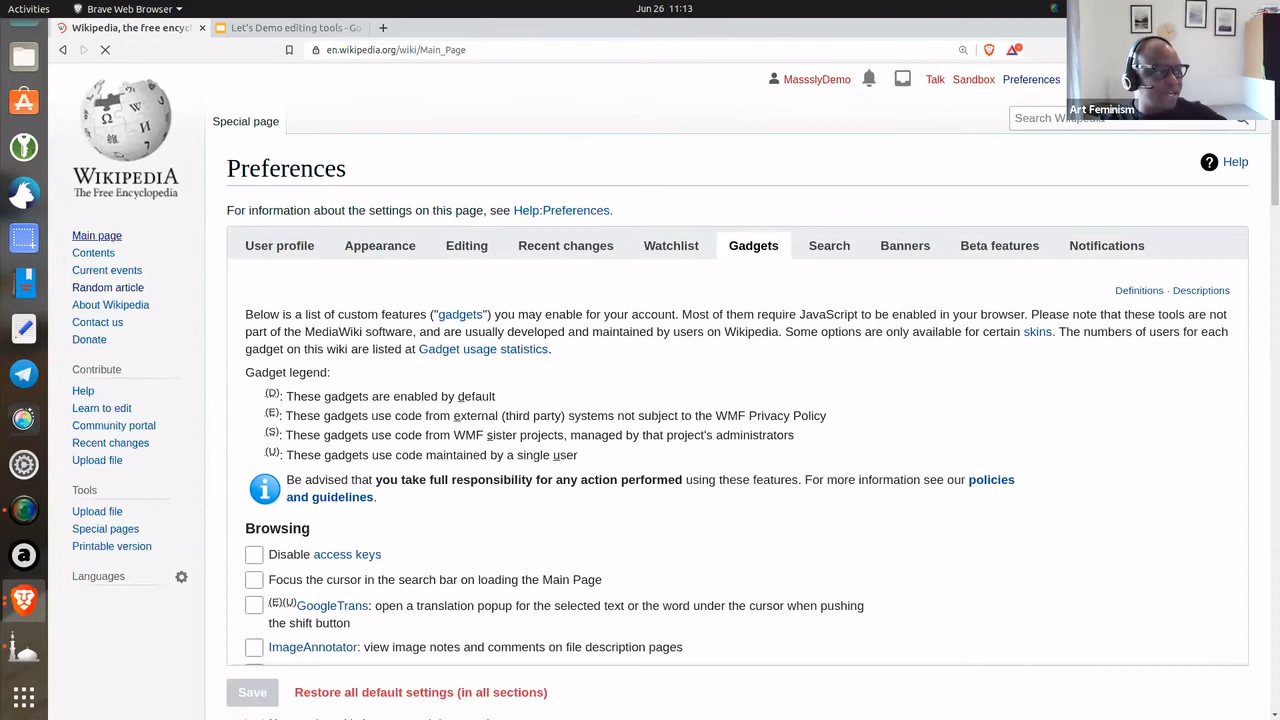 Activities
Brave Web Browser
Jun 26 11:13
Wikipedia, the free encyc
Let's Demo editing tools - Go
en.wikipedia.org/wiki/Main_Page
1
MassslyDemo
Talk
Sandbox
Preferences
Art Feminism
WIKIPEDIA
The Free Encyclopedia
Special page
Search Wikipedia
Preferences
Help
For information about the settings on this page, see Help:Preferences.
User profile
Appearance
Editing
Recent changes
Watchlist
Gadgets
Search
Banners
Beta features
Notifications
Definitions · Descriptions
Below is a list of custom features ("gadgets") you may enable for your account. Most of them require JavaScript to be enabled in your browser. Please note that these tools are not
part of the MediaWiki software, and are usually developed and maintained by users on Wikipedia. Some options are only available for certain skins. The numbers of users for each
gadget on this wiki are listed at Gadget usage statistics.
Gadget legend:
(D): These gadgets are enabled by default
(E): These gadgets use code from external (third party) systems not subject to the WMF Privacy Policy
(S): These gadgets use code from WMF sister projects, managed by that project's administrators
(U): These gadgets use code maintained by a single user
Be advised that you take full responsibility for any action performed using these features. For more information see our policies
and guidelines.
Browsing
Disable access keys
Focus the cursor in the search bar on loading the Main Page
(E)(U)GoogleTrans: open a translation popup for the selected text or the word under the cursor when pushing
the shift button
ImageAnnotator: view image notes and comments on file description pages
Save
Restore all default settings (in all sections)
Main page
Contents
Current events
Random article
About Wikipedia
Contact us
Donate
Contribute
Help
Learn to edit
Community portal
Recent changes
Upload file
Tools
Upload file
Special pages
Printable version
Languages